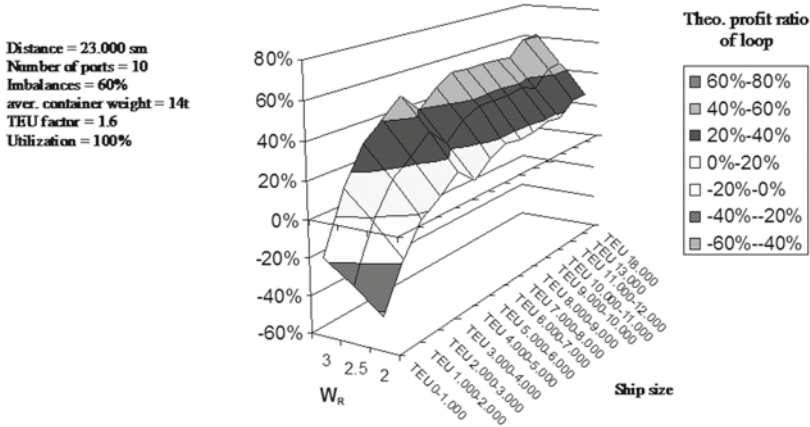 Distance = 23.000 sm
Number of ports = 10
Imbalances = 60%
aver. container weight = 14t
TEU factor = 1.6
Utilization = 100%
80%
60%
40%
20%
0%
-20%
-40%
-60%
3
2.5
2
W_R
TEU 0-1.000
TEU 1.000-2.000
TEU 2.000-3.000
TEU 3.000-4.000
TEU 4.000-5.000
TEU 5.000-6.000
TEU 6.000-7.000
TEU 7.000-8.000
TEU 8.000-9.000
TEU 9.000-10.000
TEU 10.000-11.000
TEU 11.000-12.000
TEU 13.000
TEU 18.000
Ship size
Theo. profit ratio
of loop
60%-80%
40%-60%
20%-40%
0%-20%
-20%-0%
-40%--20%
-60%--40%